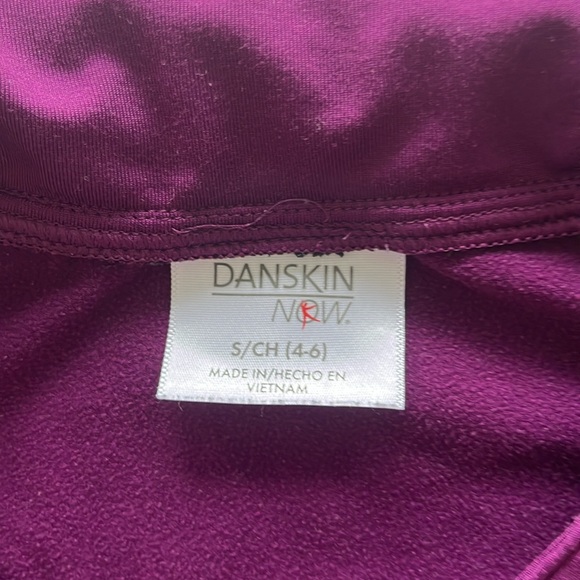 DANSKIN
NOW.
S/CH (4-6)
MADE IN/HECHO EN
VIETNAM